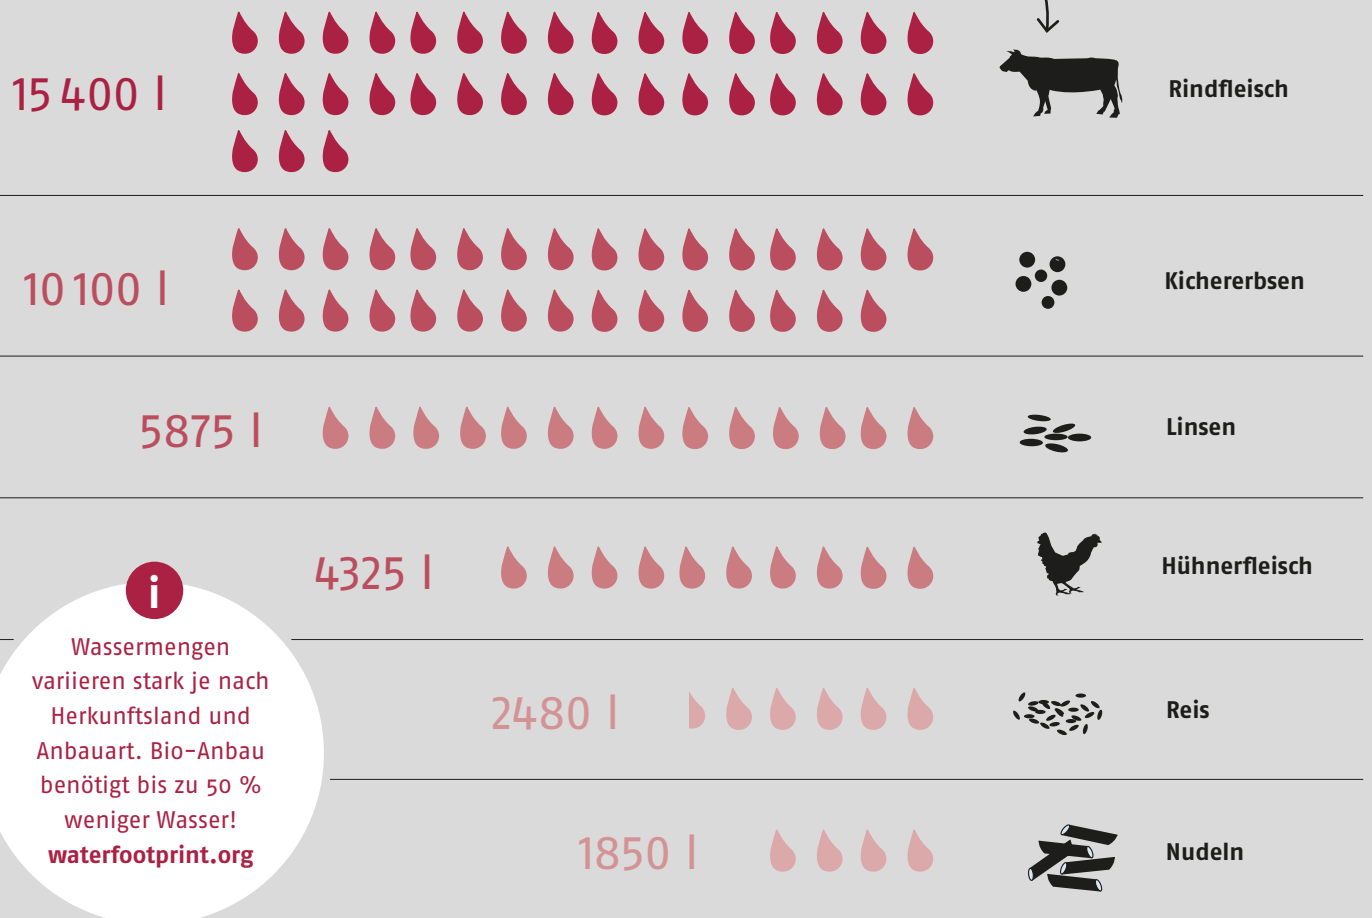 15 400 l
Rindfleisch
10 100 l
Kichererbsen
5875 l
Linsen
4325 l
Hühnerfleisch
2480 l
Reis
1850 l
Nudeln
i
Wassermengen
variieren stark je nach
Herkunftsland und
Anbauart. Bio-Anbau
benötigt bis zu 50 %
weniger Wasser!
waterfootprint.org